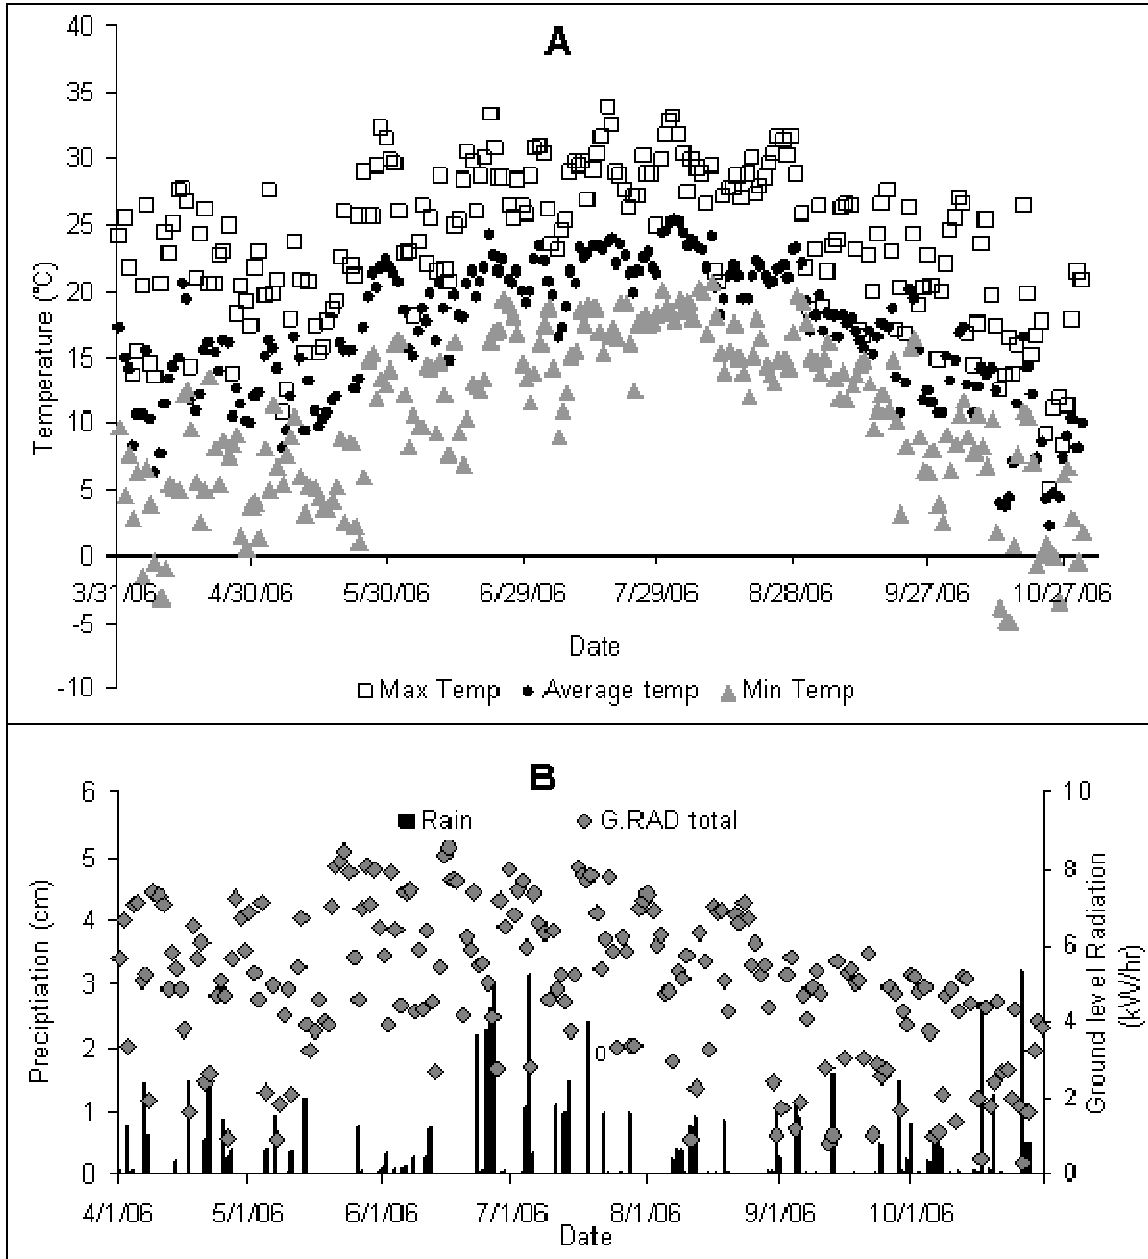 A
40
35
30
25
20
15
10
5
0
-5
-10
Temperature (°C)
3/31/06 4/30/06 5/30/06 6/29/06 7/29/06 8/28/06 9/27/06 10/27/06
Date
Max Temp Average temp Min Temp
B
Rain G.RAD total
6
5
4
3
2
1
0
Preciptiation (cm)
10
8
6
4
2
0
Ground level Radiation
(kW/hr)
0
4/1/06 5/1/06 6/1/06 7/1/06 8/1/06 9/1/06 10/1/06
Date